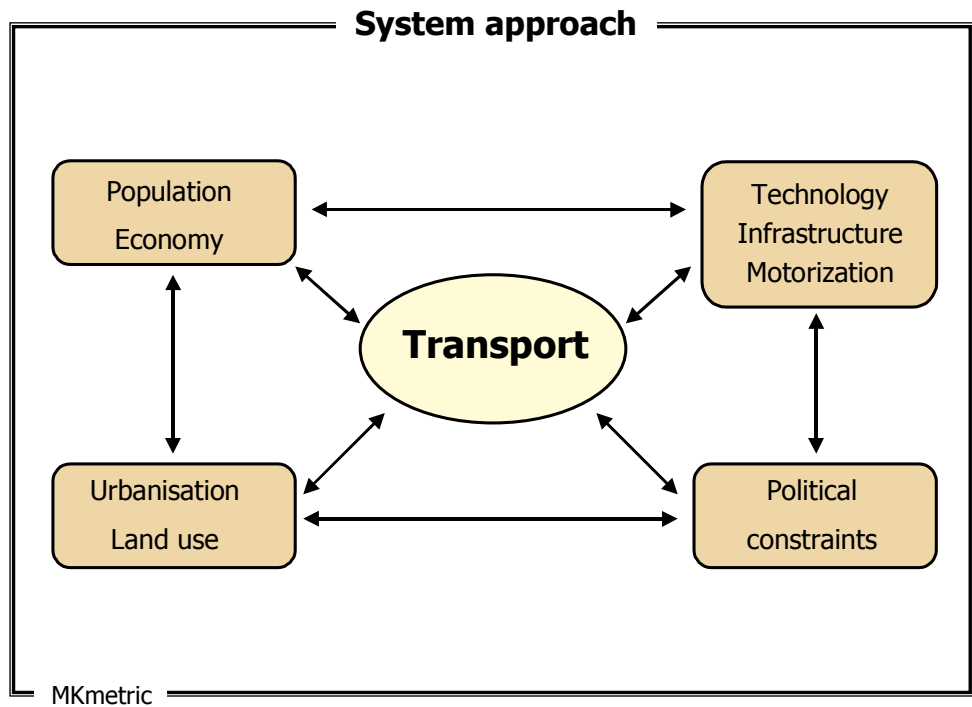 System approach
Population
Economy
Technology
Infrastructure
Motorization
Transport
Urbanisation
Land use
Political
constraints
MKmetric